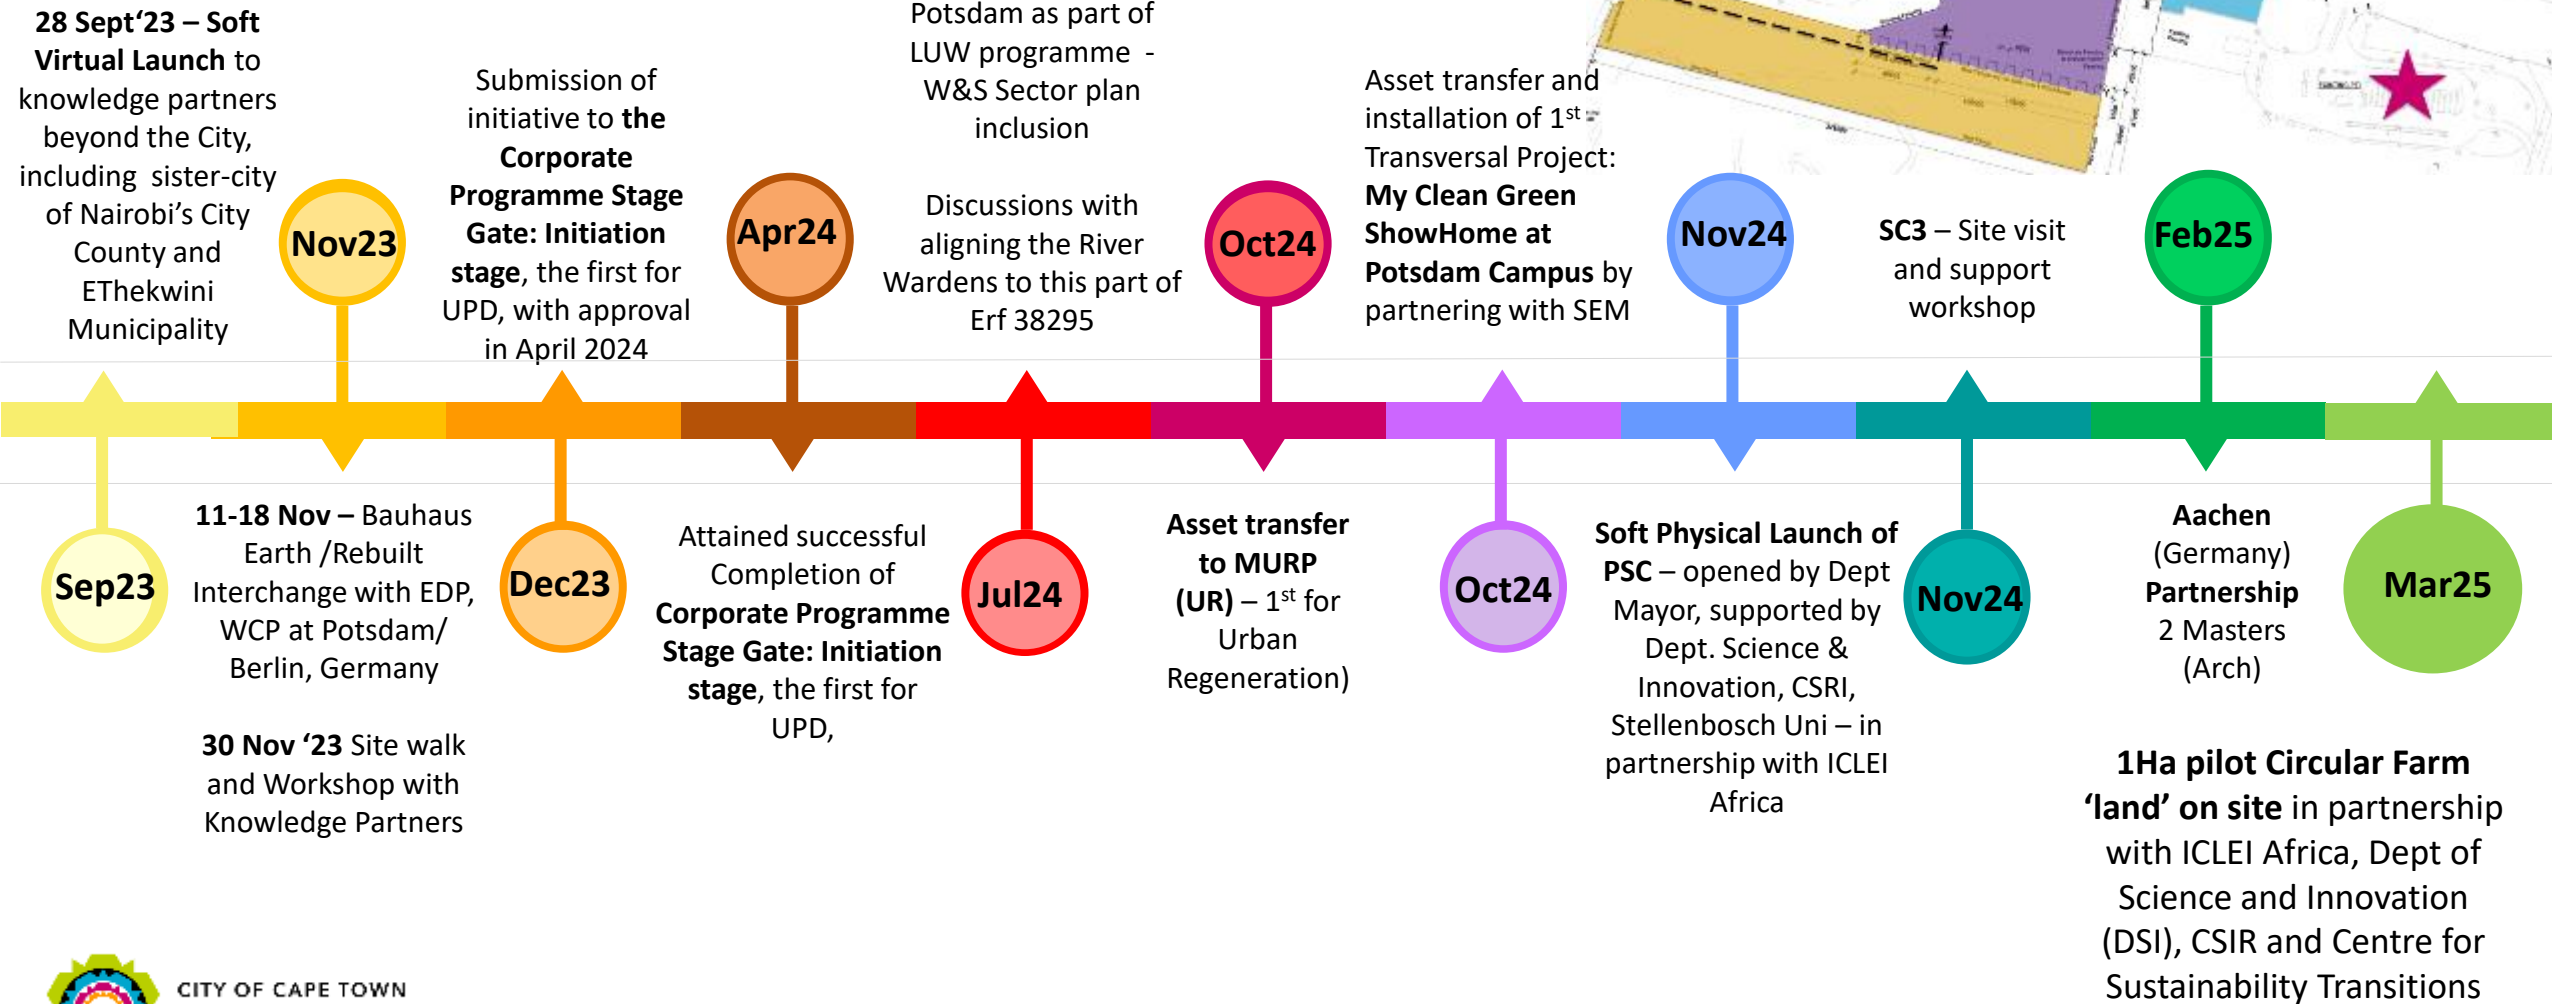 28 Sept‘23 – Soft
Virtual Launch to
knowledge partners
beyond the City,
including sister-city
of Nairobi’s City
County and
EThekwini
Municipality
Sep23
Nov23
11-18 Nov – Bauhaus
Earth /Rebuilt
Interchange with EDP,
WCP at Potsdam/
Berlin, Germany
30 Nov ‘23 Site walk
and Workshop with
Knowledge Partners
Submission of
initiative to the
Corporate
Programme Stage
Gate: Initiation
stage, the first for
UPD, with approval
in April 2024
Dec23
Apr24
Attained successful
Completion of
Corporate Programme
Stage Gate: Initiation
stage, the first for
UPD,
Potsdam as part of
LUW programme -
W&S Sector plan
inclusion
Discussions with
aligning the River
Wardens to this part of
Erf 38295
Jul24
Oct24
Asset transfer
to MURP
(UR) – 1st for
Urban
Regeneration)
Asset transfer and
installation of 1st
Transversal Project:
My Clean Green
ShowHome at
Potsdam Campus by
partnering with SEM
Oct24
Nov24
Soft Physical Launch of
PSC – opened by Dept
Mayor, supported by
Dept. Science &
Innovation, CSRI,
Stellenbosch Uni – in
partnership with ICLEI
Africa
SC3 – Site visit
and support
workshop
Nov24
Feb25
Aachen
(Germany)
Partnership
2 Masters
(Arch)
Mar25
1Ha pilot Circular Farm
‘land’ on site in partnership
with ICLEI Africa, Dept of
Science and Innovation
(DSI), CSIR and Centre for
Sustainability Transitions
CITY OF CAPE TOWN